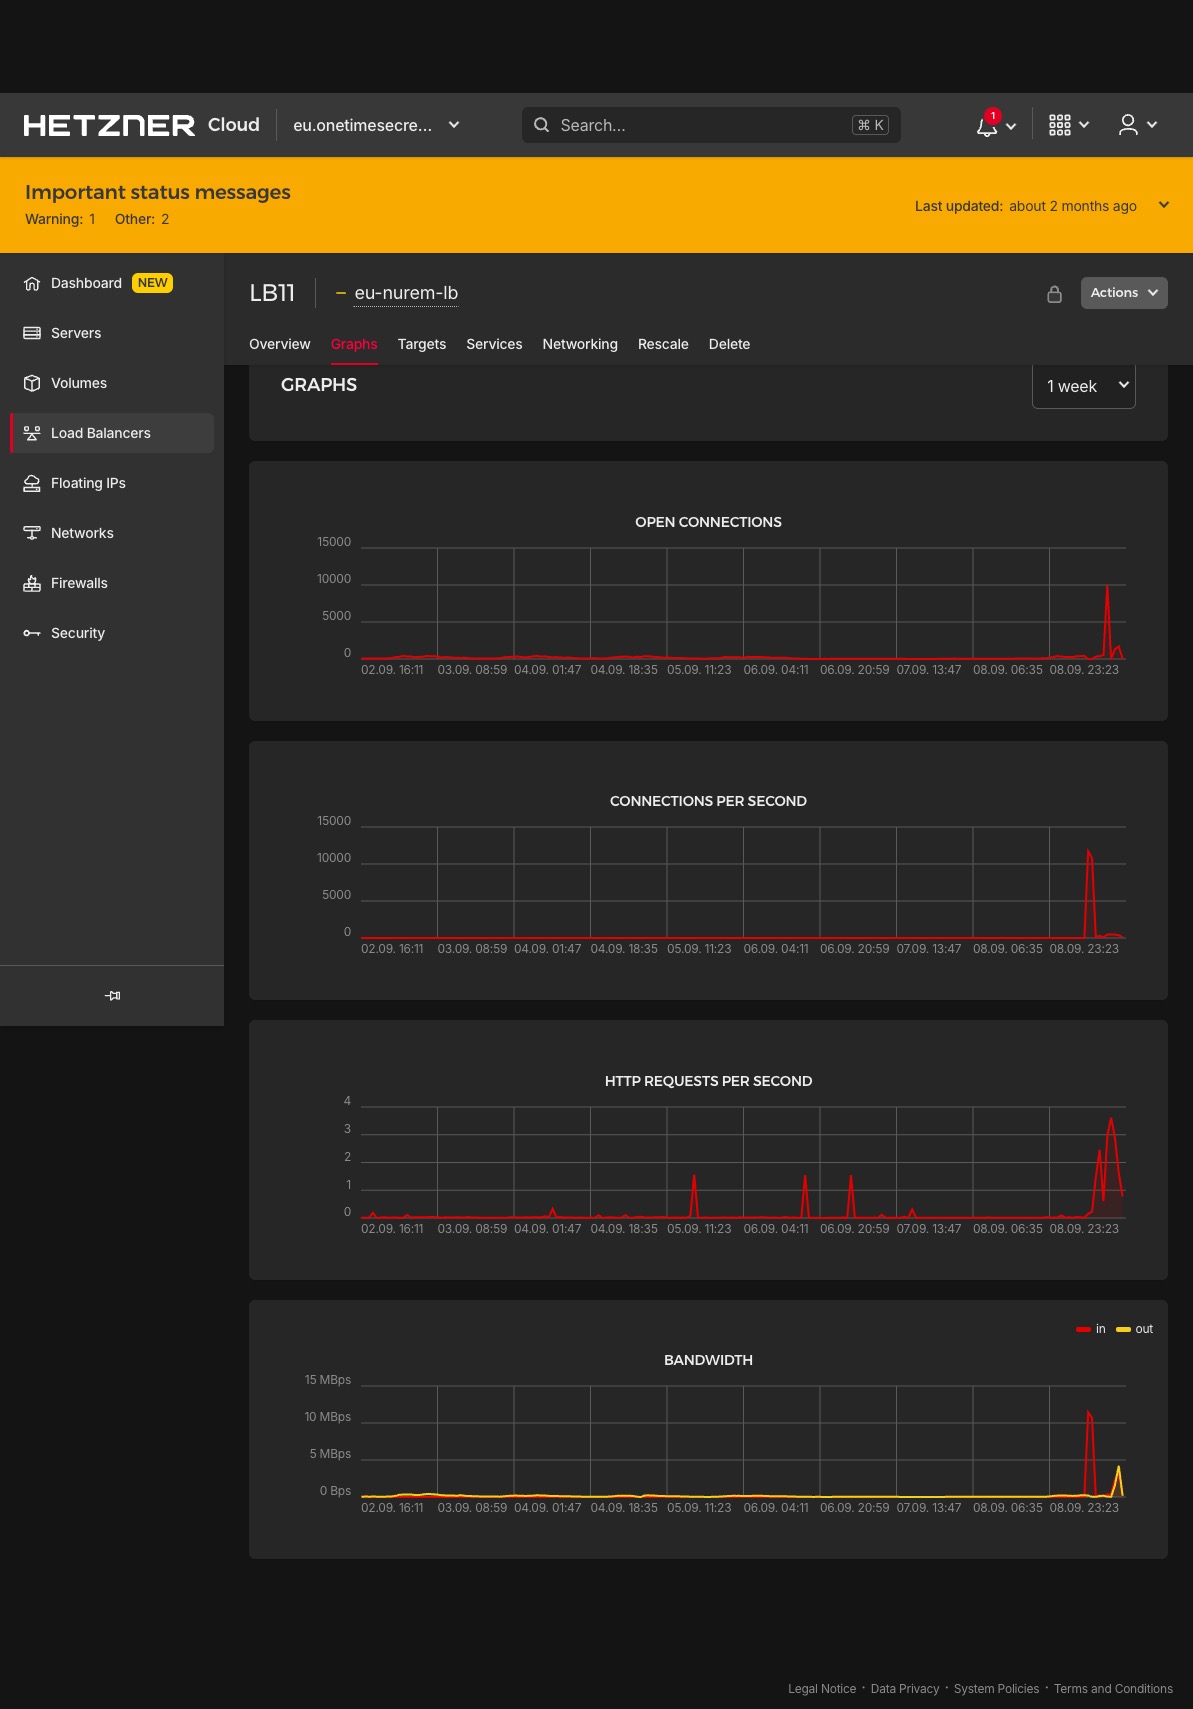 HETZNER Cloud eu.onetimesecre... Search... ⌘ K 1
Important status messages
Warning: 1 Other: 2
Last updated: about 2 months ago
Dashboard NEW
Servers
Volumes
Load Balancers
Floating IPs
Networks
Firewalls
Security
LB11 eu-nurem-lb Actions
Overview Graphs Targets Services Networking Rescale Delete
GRAPHS 1 week
OPEN CONNECTIONS
15000
10000
5000
0
02.09. 16:11 03.09. 08:59 04.09. 01:47 04.09. 18:35 05.09. 11:23 06.09. 04:11 06.09. 20:59 07.09. 13:47 08.09. 06:35 08.09. 23:23
CONNECTIONS PER SECOND
15000
10000
5000
0
02.09. 16:11 03.09. 08:59 04.09. 01:47 04.09. 18:35 05.09. 11:23 06.09. 04:11 06.09. 20:59 07.09. 13:47 08.09. 06:35 08.09. 23:23
HTTP REQUESTS PER SECOND
4
3
2
1
0
02.09. 16:11 03.09. 08:59 04.09. 01:47 04.09. 18:35 05.09. 11:23 06.09. 04:11 06.09. 20:59 07.09. 13:47 08.09. 06:35 08.09. 23:23
in out
BANDWIDTH
15 MBps
10 MBps
5 MBps
0 Bps
02.09. 16:11 03.09. 08:59 04.09. 01:47 04.09. 18:35 05.09. 11:23 06.09. 04:11 06.09. 20:59 07.09. 13:47 08.09. 06:35 08.09. 23:23
Legal Notice · Data Privacy · System Policies · Terms and Conditions